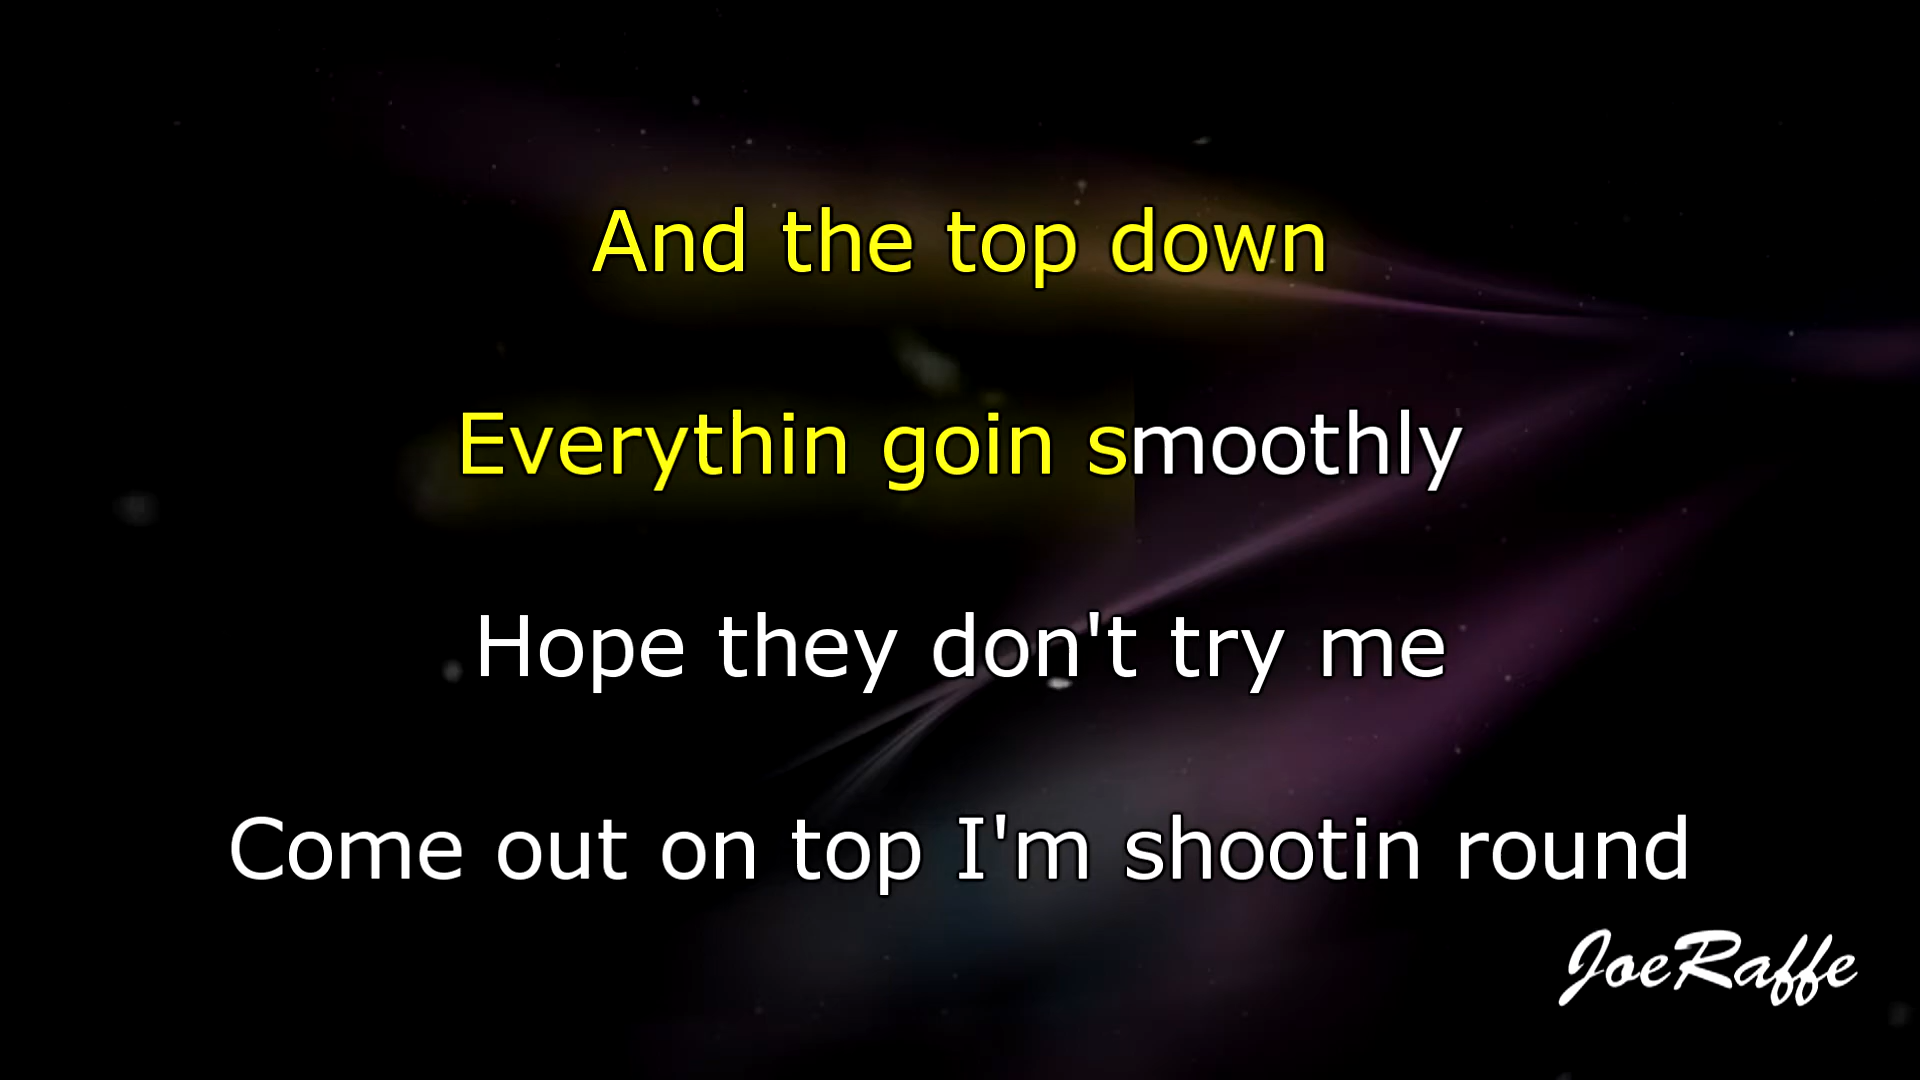 And the top down
Everythin goin smoothly
Hope they don't try me
Come out on top I'm shootin round
JoeRaffe